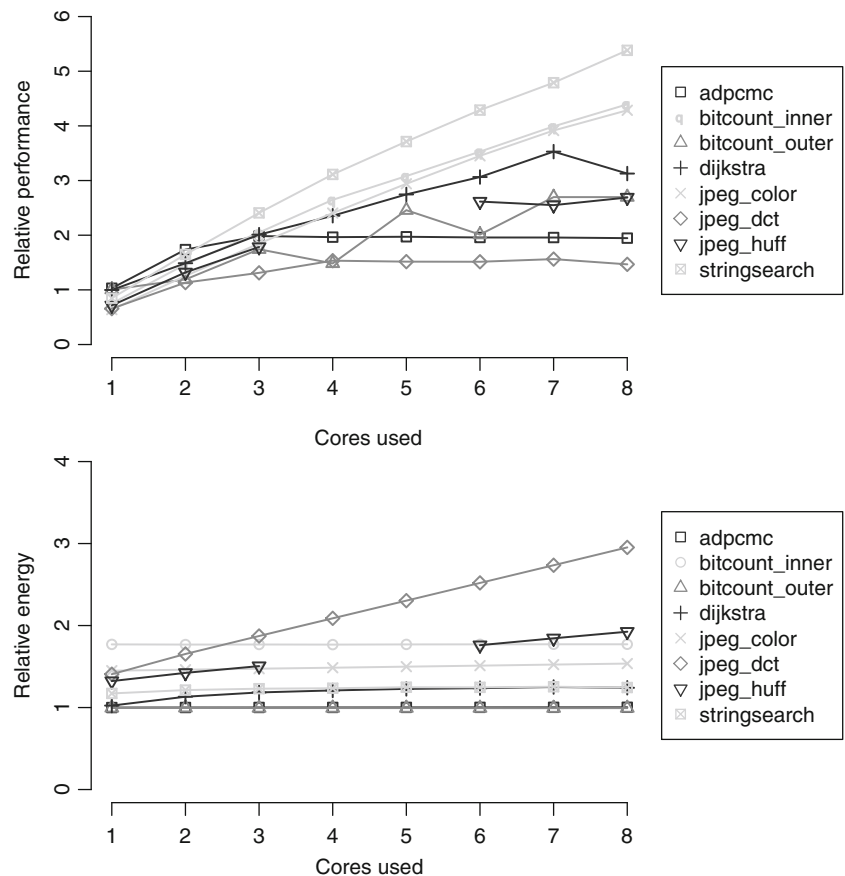 Relative performance
6
5
4
3
2
1
0
1 2 3 4 5 6 7 8
Cores used
adpcmc
bitcount_inner
bitcount_outer
dijkstra
jpeg_color
jpeg_dct
jpeg_huff
stringsearch
Relative energy
4
3
2
1
0
1 2 3 4 5 6 7 8
Cores used
adpcmc
bitcount_inner
bitcount_outer
dijkstra
jpeg_color
jpeg_dct
jpeg_huff
stringsearch